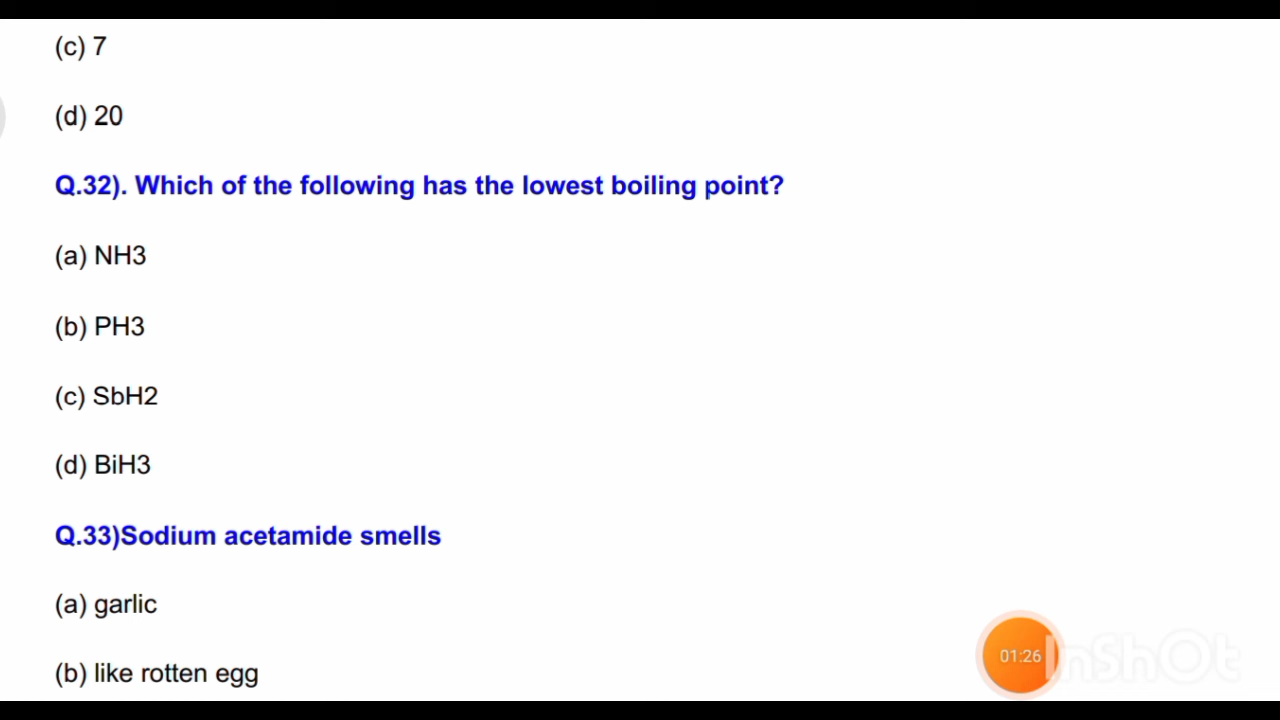 (c) 7
(d) 20
Q.32). Which of the following has the lowest boiling point?
(a) NH3
(b) PH3
(c) SbH2
(d) BiH3
Q.33)Sodium acetamide smells
(a) garlic
(b) like rotten egg
01:26
InShOt